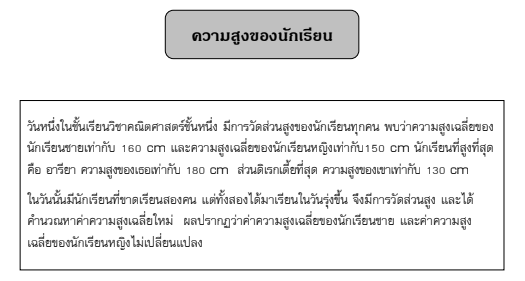 ความสูงของนักเรียน
วันหนึ่งในชั้นเรียนวิชาคณิตศาสตร์ชั้นหนึ่ง มีการวัดส่วนสูงของนักเรียนทุกคน พบว่าความสูงเฉลี่ยของ
นักเรียนชายเท่ากับ 160 cm และความสูงเฉลี่ยของนักเรียนหญิงเท่ากับ150 cm นักเรียนที่สูงที่สุด
คือ อารียา ความสูงของเธอเท่ากับ 180 cm ส่วนดิเรกเตี้ยที่สุด ความสูงของเขาเท่ากับ 130 cm
ในวันนั้นมีนักเรียนที่ขาดเรียนสองคน แต่ทั้งสองได้มาเรียนในวันรุ่งขึ้น จึงมีการวัดส่วนสูง และได้
คำนวณหาค่าความสูงเฉลี่ยใหม่ ผลปรากฏว่าค่าความสูงเฉลี่ยของนักเรียนชาย และค่าความสูง
เฉลี่ยของนักเรียนหญิงไม่เปลี่ยนแปลง